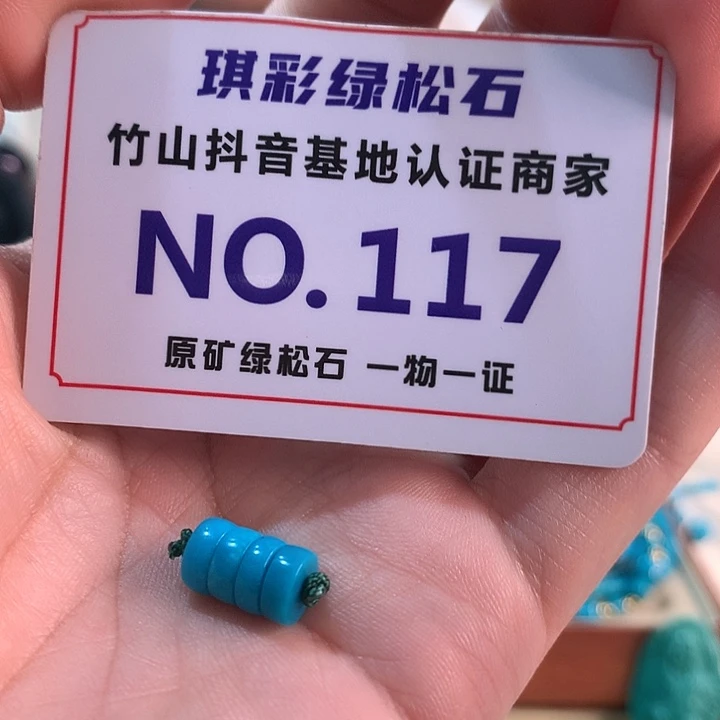 琪彩绿松石
竹山抖音基地认证商家
NO.117
原矿绿松石 一物一证